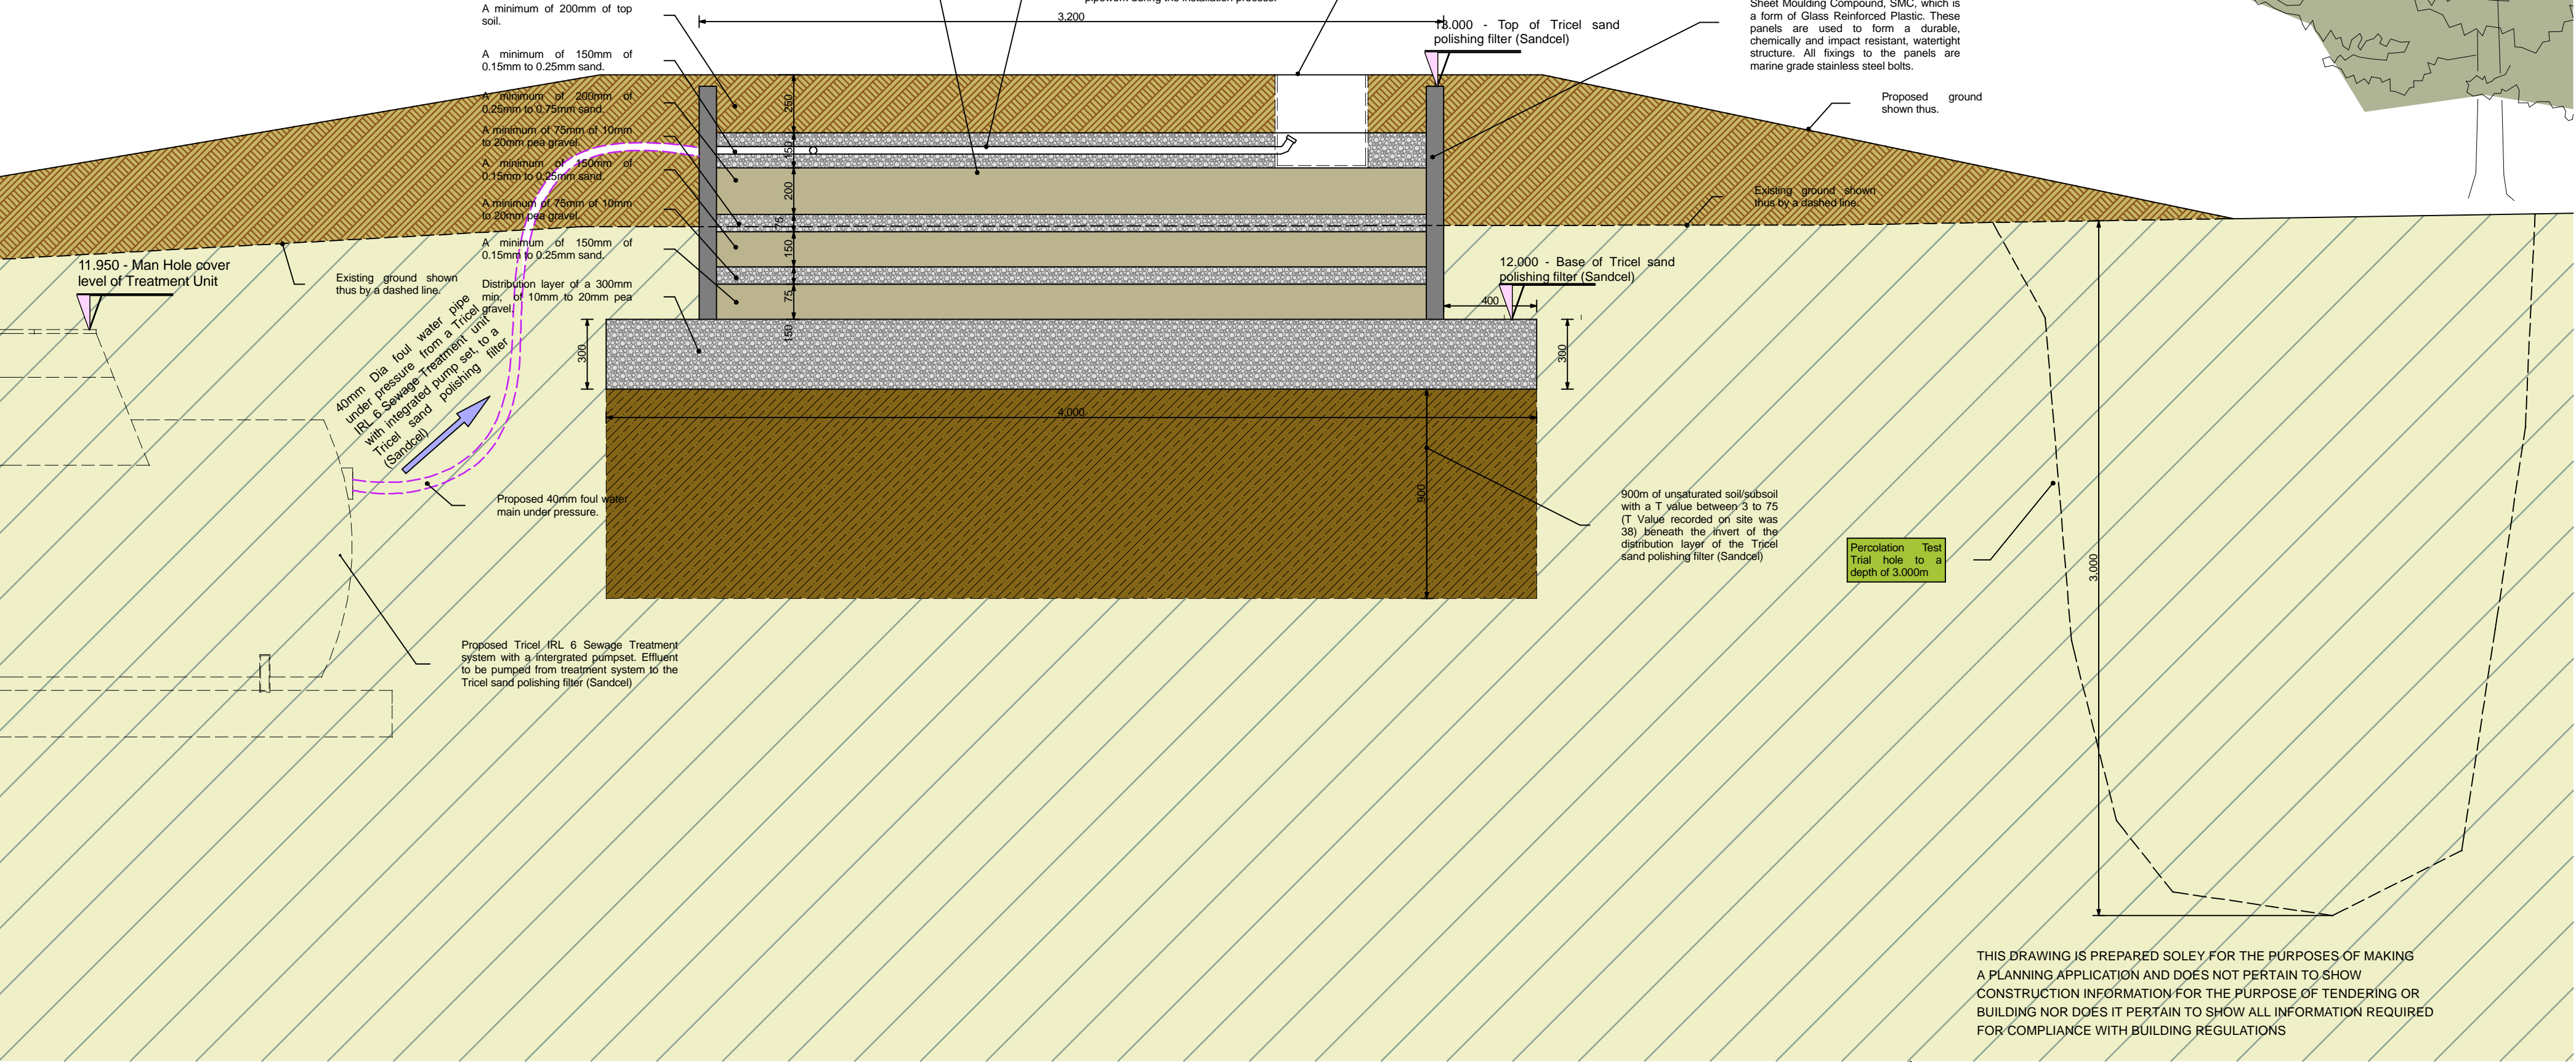 A minimum of 200mm of top
soil.
A minimum of 150mm of
0.15mm to 0.25mm sand.
A minimum of 200mm of
0.25mm to 0.75mm sand.
A minimum of 75mm of 10mm
to 20mm pea gravel.
A minimum of 150mm of
0.15mm to 0.25mm sand.
A minimum of 75mm of 10mm
to 20mm pea gravel.
A minimum of 150mm of
0.15mm to 0.25mm sand.
Distribution layer of a 300mm
min, of 10mm to 20mm pea
gravel.
pipework during the installation process.
3,200
13.000 - Top of Tricel sand
polishing filter (Sandcel)
Sheet Moulding Compound, SMC, which is
a form of Glass Reinforced Plastic. These
panels are used to form a durable,
chemically and impact resistant, watertight
structure. All fixings to the panels are
marine grade stainless steel bolts.
Proposed ground
shown thus.
Existing ground shown
thus by a dashed line.
250
150
200
75
150
75
150
11.950 - Man Hole cover
level of Treatment Unit
Existing ground shown
thus by a dashed line.
12.000 - Base of Tricel sand
polishing filter (Sandcel)
400
300
300
40mm Dia foul water pipe
under pressure from a Tricel
IRL 6 Sewage Treatment unit
with integrated pump set, to a
Tricel sand polishing filter
(Sandcel)
4,000
900
Proposed 40mm foul water
main under pressure.
900m of unsaturated soil/subsoil
with a T value between 3 to 75
(T Value recorded on site was
38) beneath the invert of the
distribution layer of the Tricel
sand polishing filter (Sandcel)
Percolation Test
Trial hole to a
depth of 3.000m
3.000
Proposed Tricel IRL 6 Sewage Treatment
system with a intergrated pumpset. Effluent
to be pumped from treatment system to the
Tricel sand polishing filter (Sandcel)
THIS DRAWING IS PREPARED SOLEY FOR THE PURPOSES OF MAKING
A PLANNING APPLICATION AND DOES NOT PERTAIN TO SHOW
CONSTRUCTION INFORMATION FOR THE PURPOSE OF TENDERING OR
BUILDING NOR DOES IT PERTAIN TO SHOW ALL INFORMATION REQUIRED
FOR COMPLIANCE WITH BUILDING REGULATIONS